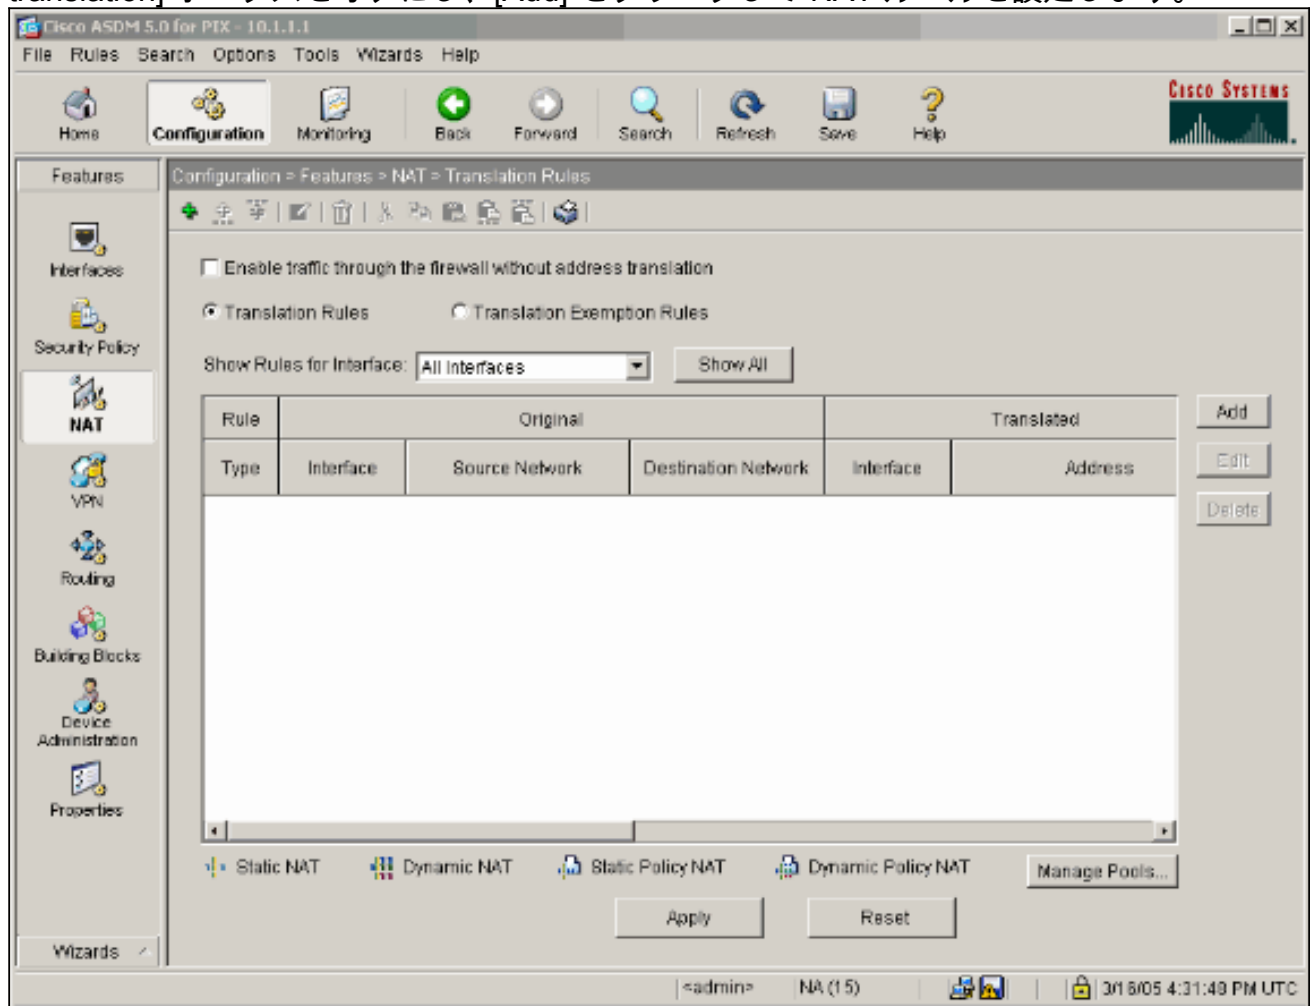 Cisco ASDM 5.0 for PIX - 10.1.1.1
File Rules Search Options Tools Wizards Help
Home Configuration Monitoring Back Forward Search Refresh Save Help
CISCO SYSTEMS
Features
Configuration > Features > NAT > Translation Rules
Interfaces
Security Policy
NAT
VPN
Routing
Building Blocks
Device Administration
Properties
Wizards
Enable traffic through the firewall without address translation
Translation Rules Translation Exemption Rules
Show Rules for Interface: All Interfaces Show All
Rule Original Translated
Type Interface Source Network Destination Network Interface Address
Add
Edit
Delete
Static NAT Dynamic NAT Static Policy NAT Dynamic Policy NAT Manage Pools...
Apply Reset
<admin> NA (15) 3/16/05 4:31:48 PM UTC